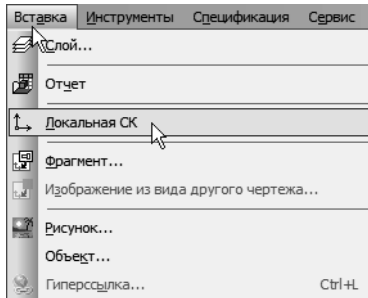 Вставка Инструменты Спецификация Сервис
Слой...
Отчет
Локальная СК
Фрагмент...
Изображение из вида другого чертежа...
Рисунок...
Объект...
Гиперссылка... Ctrl+L